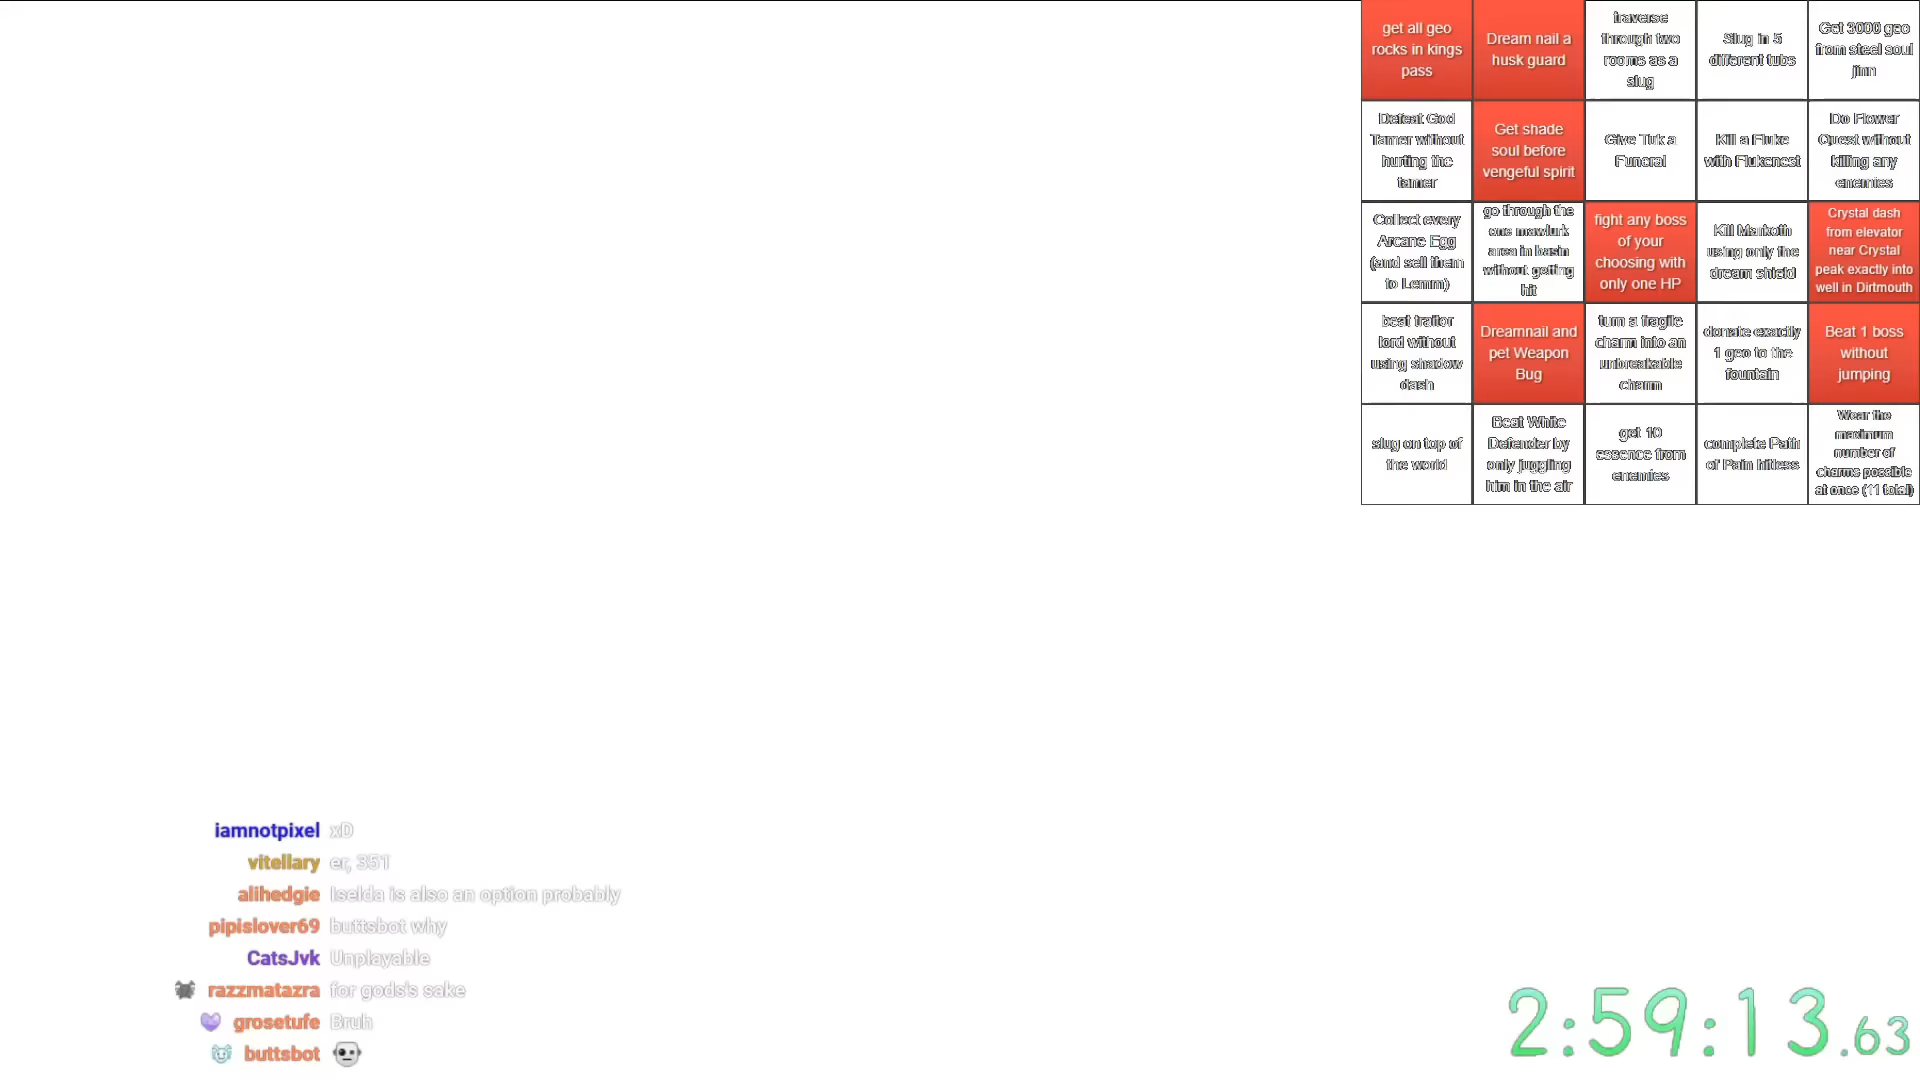 get all geo
rocks in kings
pass
Dream nail a
husk guard
traverse
through two
rooms as a
slug
Slug in 5
different tubs
Get 3000 geo
from steel soul
jinn
Defeat God
Tamer without
hurting the
tamer
Get shade
soul before
vengeful spirit
Give Tuk a
Funeral
Kill a Fluke
with Flukenest
Do Flower
Quest without
killing any
enemies
Collect every
Arcane Egg
(and sell them
to Lemm)
go through the
one mawlurk
area in basin
without getting
hit
fight any boss
of your
choosing with
only one HP
Kill Markoth
using only the
dream shield
Crystal dash
from elevator
near Crystal
peak exactly into
well in Dirtmouth
beat traitor
lord without
using shadow
dash
Dreamnail and
pet Weapon
Bug
turn a fragile
charm into an
unbreakable
charm
donate exactly
1 geo to the
fountain
Beat 1 boss
without
jumping
slug on top of
the world
Beat White
Defender by
only juggling
him in the air
get 10
essence from
enemies
complete Path
of Pain hitless
Wear the
maximum
number of
charms possible
at once (11 total)
iamnotpixel xD
vitellary er, 351
alihedgie Iselda is also an option probably
pipislover69 buttsbot why
CatsJvk Unplayable
razzmatazra for gods's sake
grosetufe Bruh
buttsbot
2:59:13.63